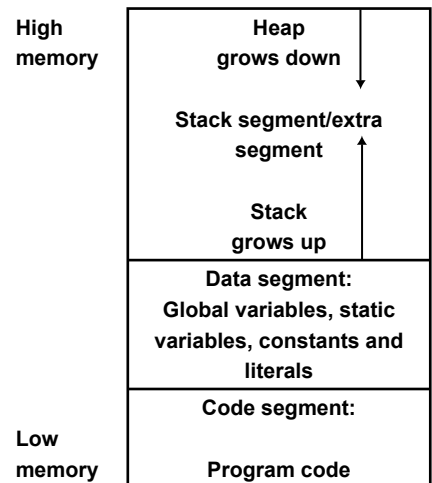 High
memory
Heap
grows down
Stack segment/extra
segment
Stack
grows up
Data segment:
Global variables, static
variables, constants and
literals
Code segment:
Low
memory
Program code